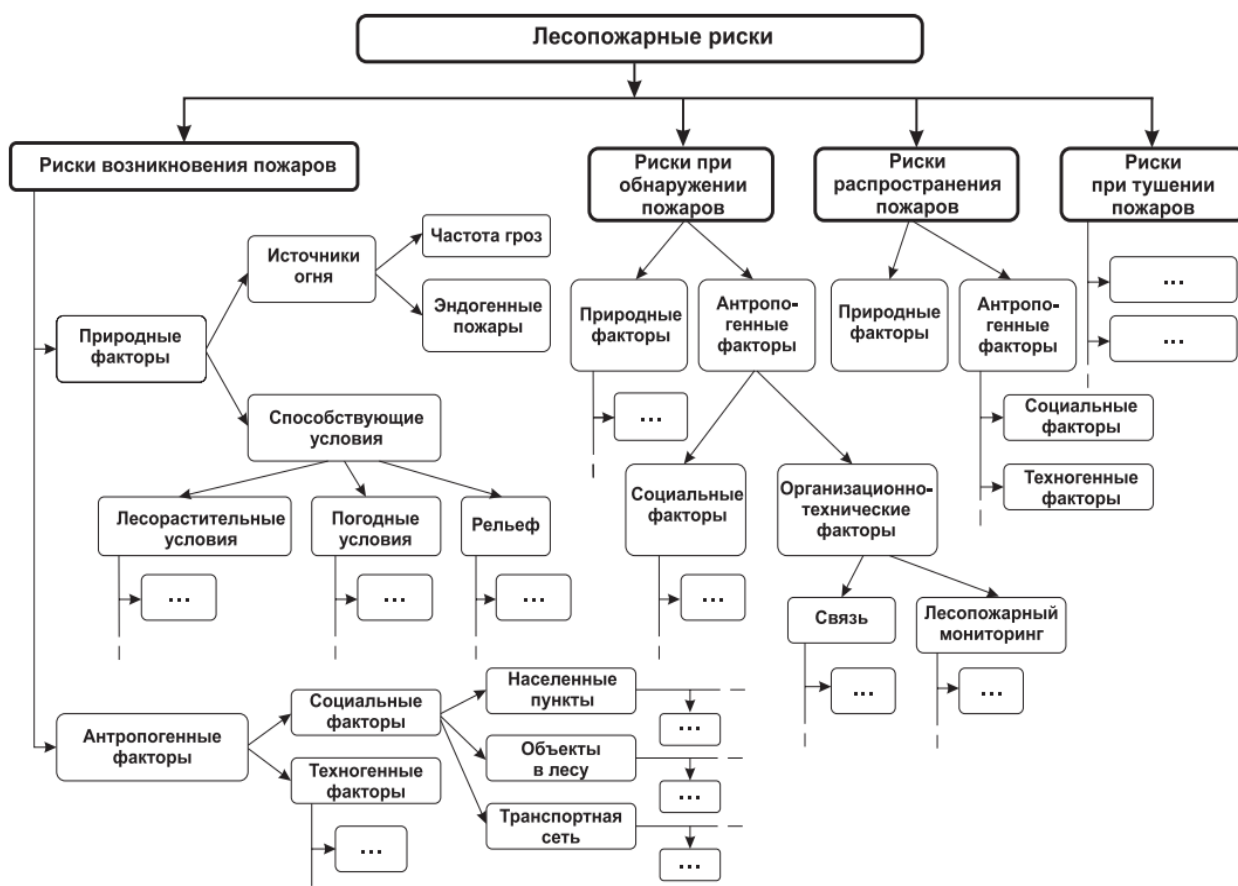 Лесопожарные риски
Риски возникновения пожаров
Риски при
обнаружении
пожаров
Риски
распространения
пожаров
Риски
при тушении
пожаров
Источники
огня
Частота гроз
Эндогенные
пожары
Природные
факторы
Способствующие
условия
Лесорастительные
условия
...
Погодные
условия
...
Рельеф
...
Антропогенные
факторы
Социальные
факторы
Населенные
пункты
...
Объекты
в лесу
...
Транспортная
сеть
...
Техногенные
факторы
...
Природные
факторы
...
Антропо-
генные
факторы
Социальные
факторы
...
Организационно-
технические
факторы
Связь
...
Лесопожарный
мониторинг
...
Природные
факторы
Антропо-
генные
факторы
Социальные
факторы
Техногенные
факторы
...
...